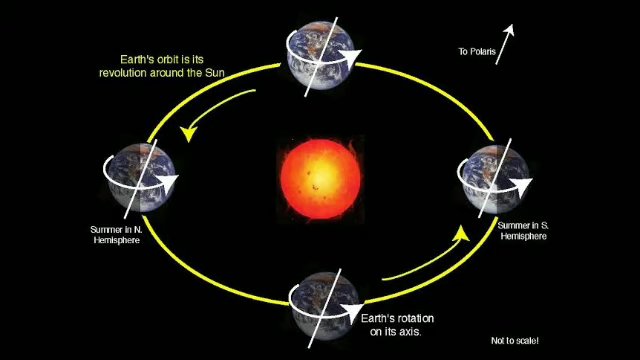 Earth's orbit is its
revolution around the Sun
To Polaris
Summer in N.
Hemisphere
Summer in S.
Hemisphere
Earth's rotation
on its axis.
Not to scale!